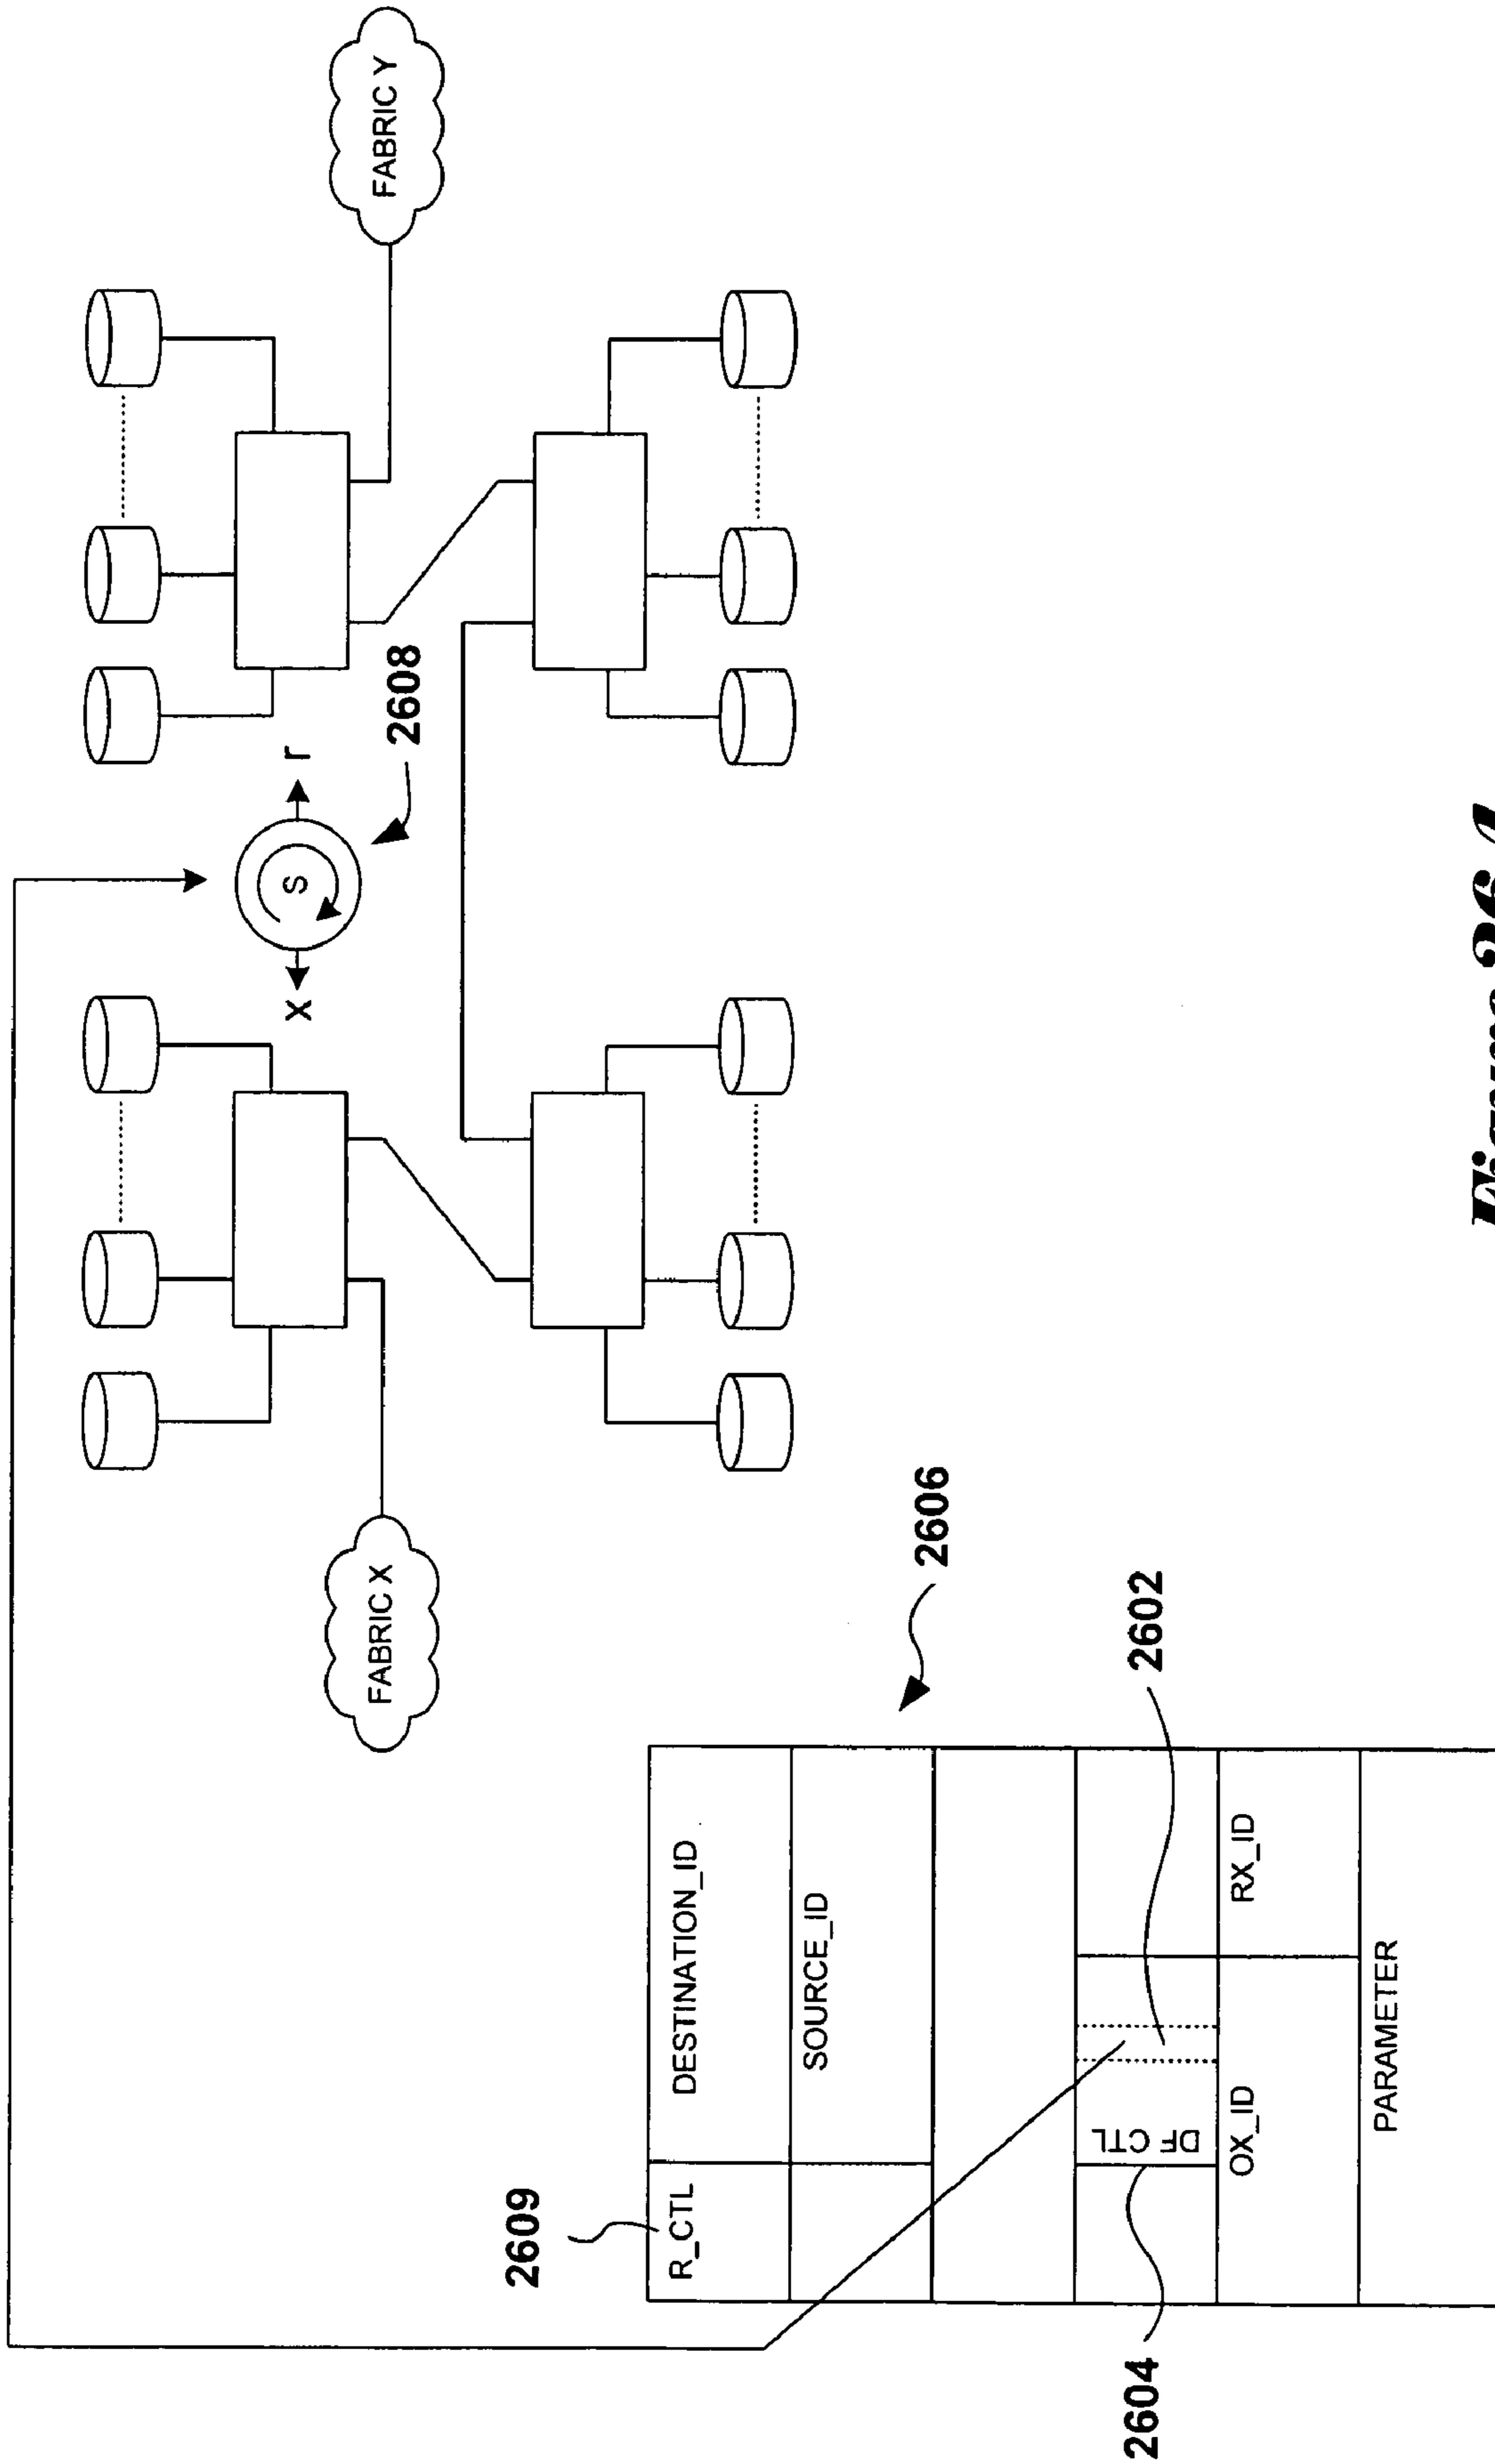 FABRIC X
FABRIC Y
x
S
r
2608
2606
2609
R_CTL
DESTINATION_ID
SOURCE_ID
2602
2604
DF CTL
OX_ID
RX_ID
PARAMETER